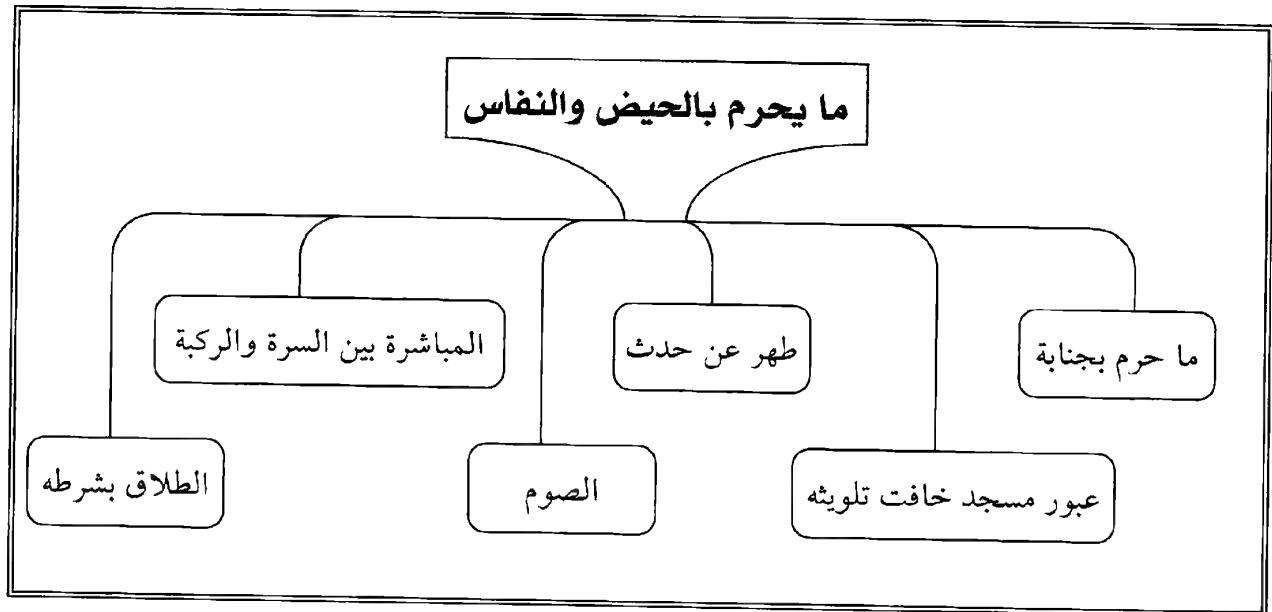 ما يحرم بالحيض والنفاس
ما حرم بجنابة
طهر عن حدث
المباشرة بين السرة والركبة
عبور مسجد خافت تلويثه
الصوم
الطلاق بشرطه